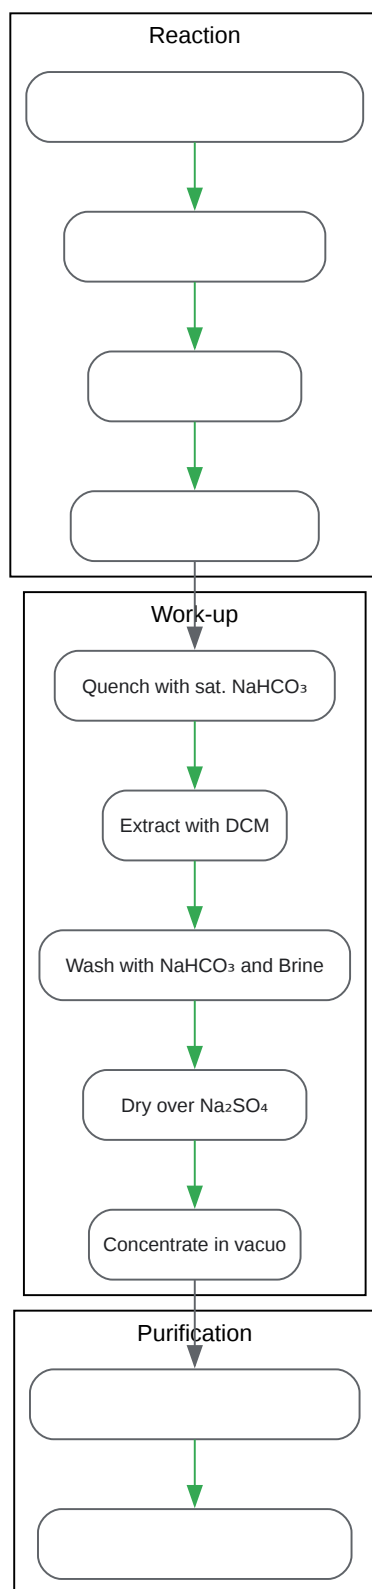 Reaction
Work-up
Quench with sat. NaHCO₃
Extract with DCM
Wash with NaHCO₃ and Brine
Dry over Na₂SO₄
Concentrate in vacuo
Purification